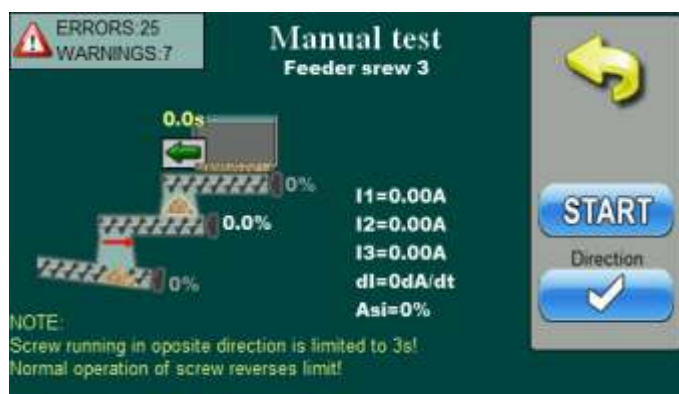 ERRORS:25
WARNINGS:7
Manual test
Feeder srew 3
0.0s
0%
0.0%
0%
I1=0.00A
I2=0.00A
I3=0.00A
dI=0dA/dt
Asi=0%
START
Direction
NOTE:
Screw running in oposite direction is limited to 3s!
Normal operation of screw reverses limit!